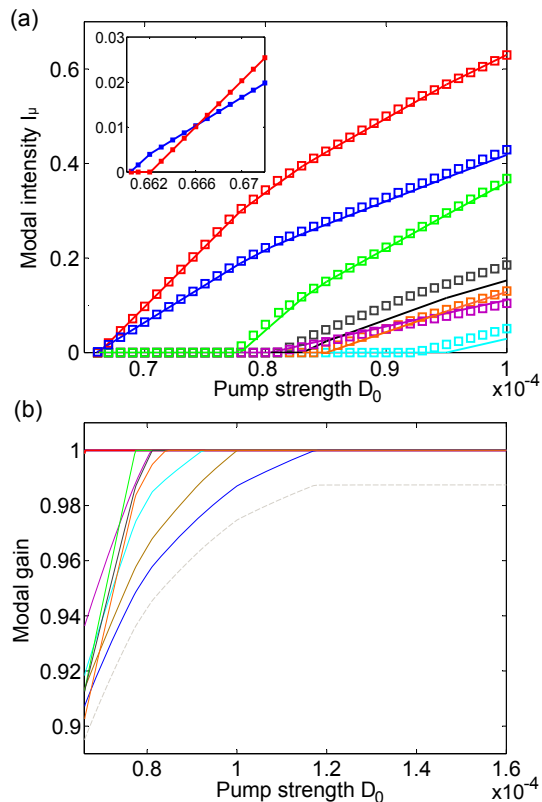 (a)
Modal intensity Iμ
0.6
0.4
0.2
0
0.03
0.02
0.01
0
0.662 0.666 0.67
0.7 0.8 0.9 1
Pump strength D0
x10-4
(b)
Modal gain
1
0.98
0.96
0.94
0.92
0.9
0.8 1 1.2 1.4 1.6
Pump strength D0
x10-4